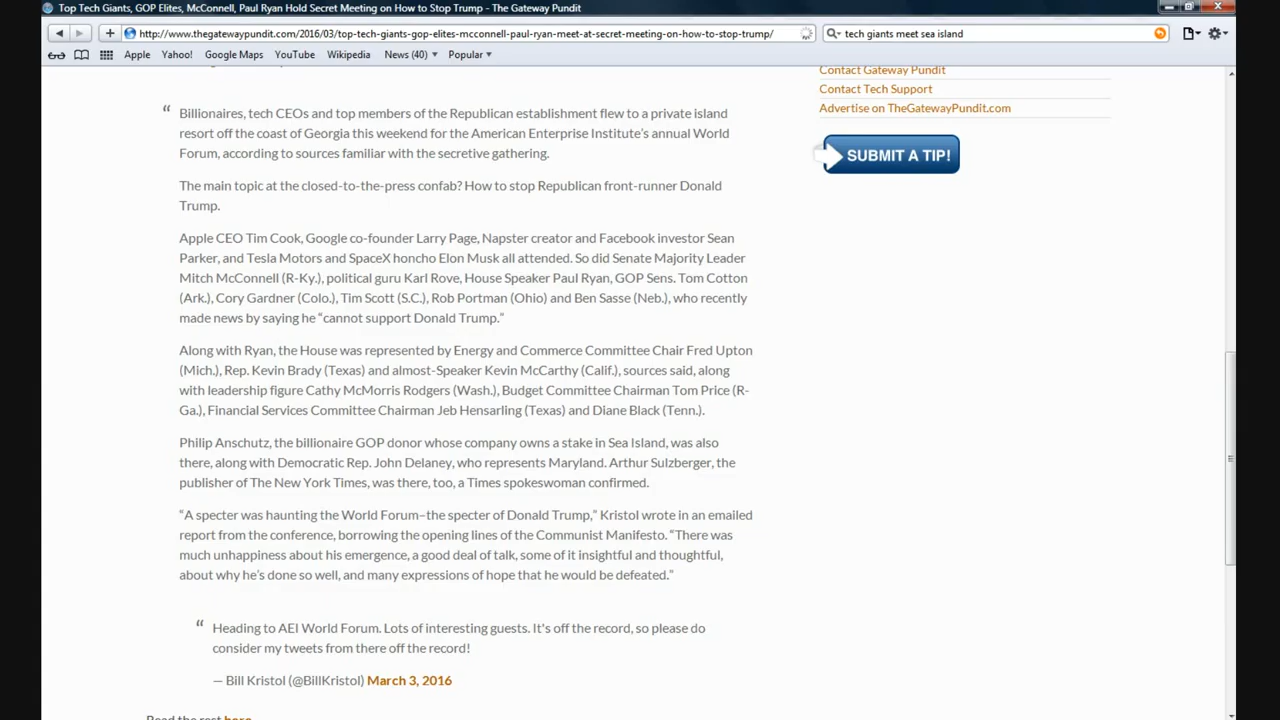 Top Tech Giants, GOP Elites, McConnell, Paul Ryan Hold Secret Meeting on How to Stop Trump - The Gateway Pundit
http://www.thegatewaypundit.com/2016/03/top-tech-giants-gop-elites-mcconnell-paul-ryan-meet-at-secret-meeting-on-how-to-stop-trump/
tech giants meet sea island
Apple Yahoo! Google Maps YouTube Wikipedia News (40) Popular
Contact Gateway Pundit
Contact Tech Support
Advertise on TheGatewayPundit.com
SUBMIT A TIP!
“ Billionaires, tech CEOs and top members of the Republican establishment flew to a private island
resort off the coast of Georgia this weekend for the American Enterprise Institute’s annual World
Forum, according to sources familiar with the secretive gathering.
The main topic at the closed-to-the-press confab? How to stop Republican front-runner Donald
Trump.
Apple CEO Tim Cook, Google co-founder Larry Page, Napster creator and Facebook investor Sean
Parker, and Tesla Motors and SpaceX honcho Elon Musk all attended. So did Senate Majority Leader
Mitch McConnell (R-Ky.), political guru Karl Rove, House Speaker Paul Ryan, GOP Sens. Tom Cotton
(Ark.), Cory Gardner (Colo.), Tim Scott (S.C.), Rob Portman (Ohio) and Ben Sasse (Neb.), who recently
made news by saying he “cannot support Donald Trump.”
Along with Ryan, the House was represented by Energy and Commerce Committee Chair Fred Upton
(Mich.), Rep. Kevin Brady (Texas) and almost-Speaker Kevin McCarthy (Calif.), sources said, along
with leadership figure Cathy McMorris Rodgers (Wash.), Budget Committee Chairman Tom Price (R-
Ga.), Financial Services Committee Chairman Jeb Hensarling (Texas) and Diane Black (Tenn.).
Philip Anschutz, the billionaire GOP donor whose company owns a stake in Sea Island, was also
there, along with Democratic Rep. John Delaney, who represents Maryland. Arthur Sulzberger, the
publisher of The New York Times, was there, too, a Times spokeswoman confirmed.
“A specter was haunting the World Forum–the specter of Donald Trump,” Kristol wrote in an emailed
report from the conference, borrowing the opening lines of the Communist Manifesto. “There was
much unhappiness about his emergence, a good deal of talk, some of it insightful and thoughtful,
about why he’s done so well, and many expressions of hope that he would be defeated.”
“ Heading to AEI World Forum. Lots of interesting guests. It's off the record, so please do
consider my tweets from there off the record!
— Bill Kristol (@BillKristol) March 3, 2016
Read the rest here